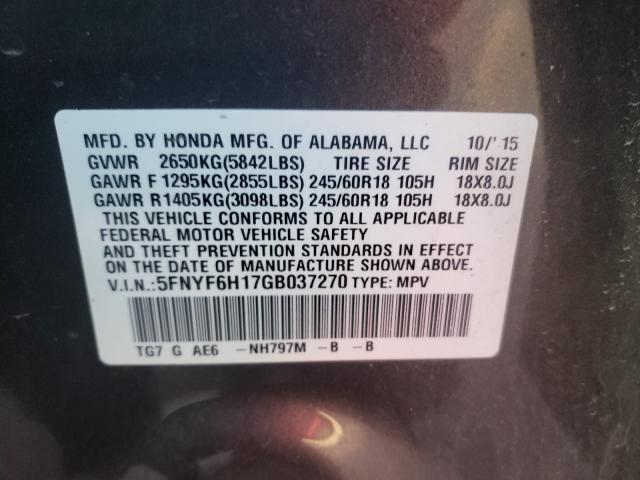 MFD. BY HONDA MFG. OF ALABAMA, LLC 10/'15
GVWR 2650KG(5842LBS) TIRE SIZE RIM SIZE
GAWR F 1295KG(2855LBS) 245/60R18 105H 18X8.0J
GAWR R1405KG(3098LBS) 245/60R18 105H 18X8.0J
THIS VEHICLE CONFORMS TO ALL APPLICABLE
FEDERAL MOTOR VEHICLE SAFETY
AND THEFT PREVENTION STANDARDS IN EFFECT
ON THE DATE OF MANUFACTURE SHOWN ABOVE.
V.I.N.:5FNYF6H17GB037270 TYPE: MPV
TG7 G AE6 -NH797M -B -B